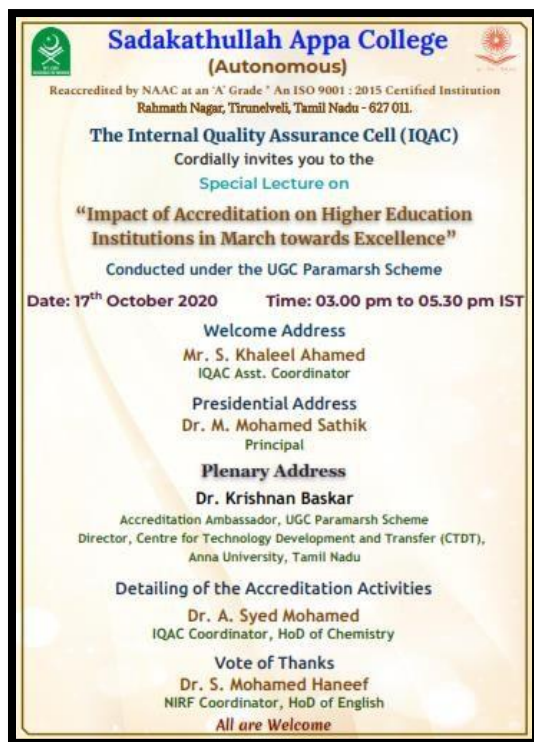 Sadakathullah Appa College
(Autonomous)
Reaccredited by NAAC at an 'A' Grade * An ISO 9001 : 2015 Certified Institution
Rahmath Nagar, Tirunelveli, Tamil Nadu - 627 011.
The Internal Quality Assurance Cell (IQAC)
Cordially invites you to the
Special Lecture on
“Impact of Accreditation on Higher Education
Institutions in March towards Excellence”
Conducted under the UGC Paramarsh Scheme
Date: 17th October 2020 Time: 03.00 pm to 05.30 pm IST
Welcome Address
Mr. S. Khaleel Ahamed
IQAC Asst. Coordinator
Presidential Address
Dr. M. Mohamed Sathik
Principal
Plenary Address
Dr. Krishnan Baskar
Accreditation Ambassador, UGC Paramarsh Scheme
Director, Centre for Technology Development and Transfer (CTDT),
Anna University, Tamil Nadu
Detailing of the Accreditation Activities
Dr. A. Syed Mohamed
IQAC Coordinator, HoD of Chemistry
Vote of Thanks
Dr. S. Mohamed Haneef
NIRF Coordinator, HoD of English
All are Welcome